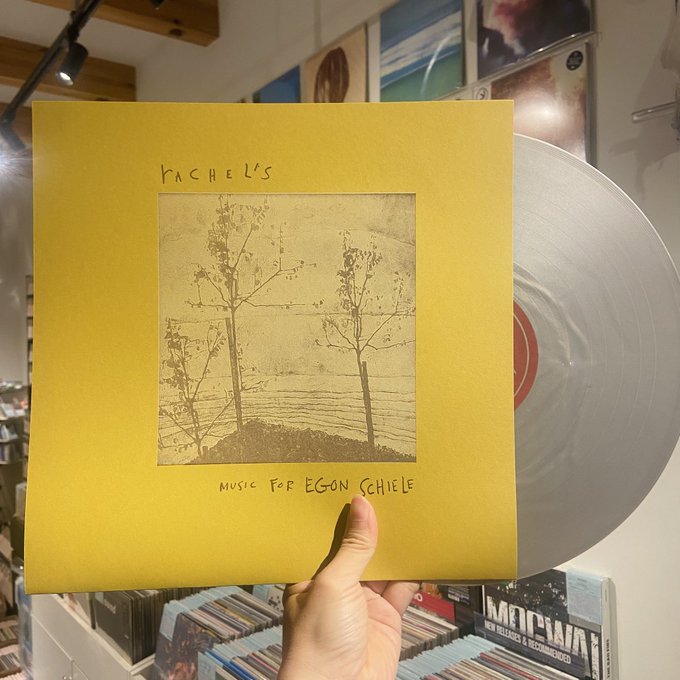 rACHEL'S
MUSIC FOR EGON SCHIELE
MOGWAI
NEW RELEASES & RECOMMENDED